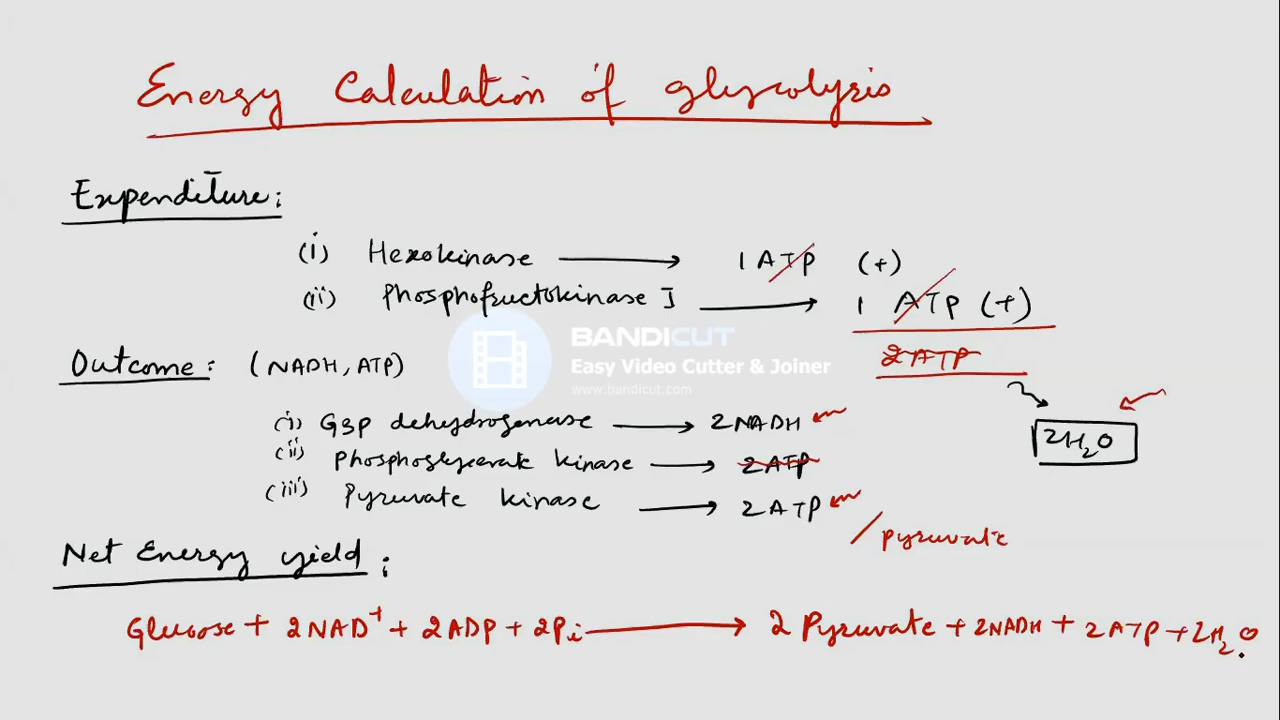 Energy Calculation of glycolysis
Expenditure:
(i) Hexokinase ⟶ 1 ATP (+)
(ii) Phosphofructokinase I ⟶ 1 ATP (+)
2ATP
BANDICUT
Easy Video Cutter & Joiner
www.bandicut.com
Outcome: (NADH, ATP)
(i) G3P dehydrogenase ⟶ 2NADH
2H₂O
(ii) Phosphoglycerate kinase ⟶ 2ATP
(iii) Pyruvate kinase ⟶ 2ATP
/pyruvate
Net Energy yield:
Glucose + 2NAD⁺ + 2ADP + 2Pi ⟶ 2 Pyruvate + 2NADH + 2ATP + 2H₂O